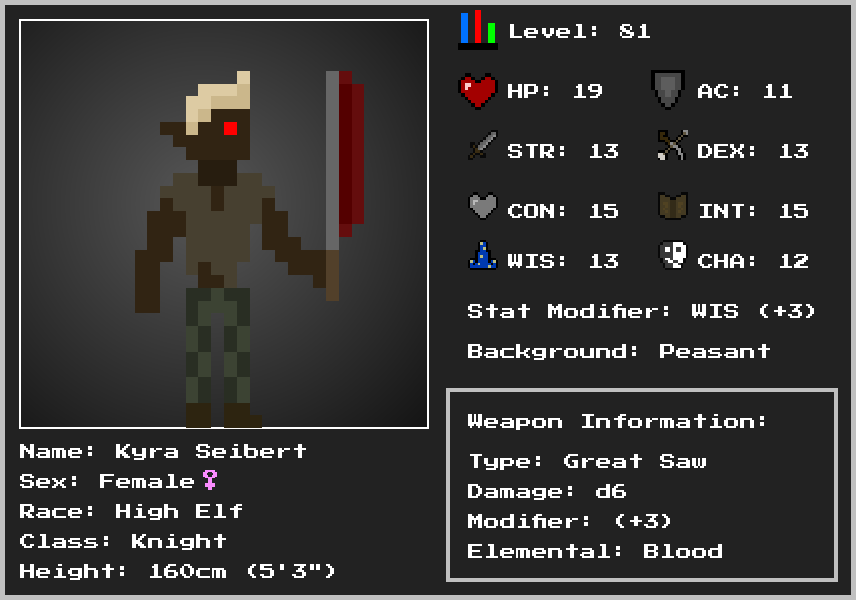 Level: 81
HP: 19 AC: 11
STR: 13 DEX: 13
CON: 15 INT: 15
WIS: 13 CHA: 12
Stat Modifier: WIS (+3)
Background: Peasant
Weapon Information:
Type: Great Saw
Damage: d6
Modifier: (+3)
Elemental: Blood
Name: Kyra Seibert
Sex: Female♀
Race: High Elf
Class: Knight
Height: 160cm (5'3")